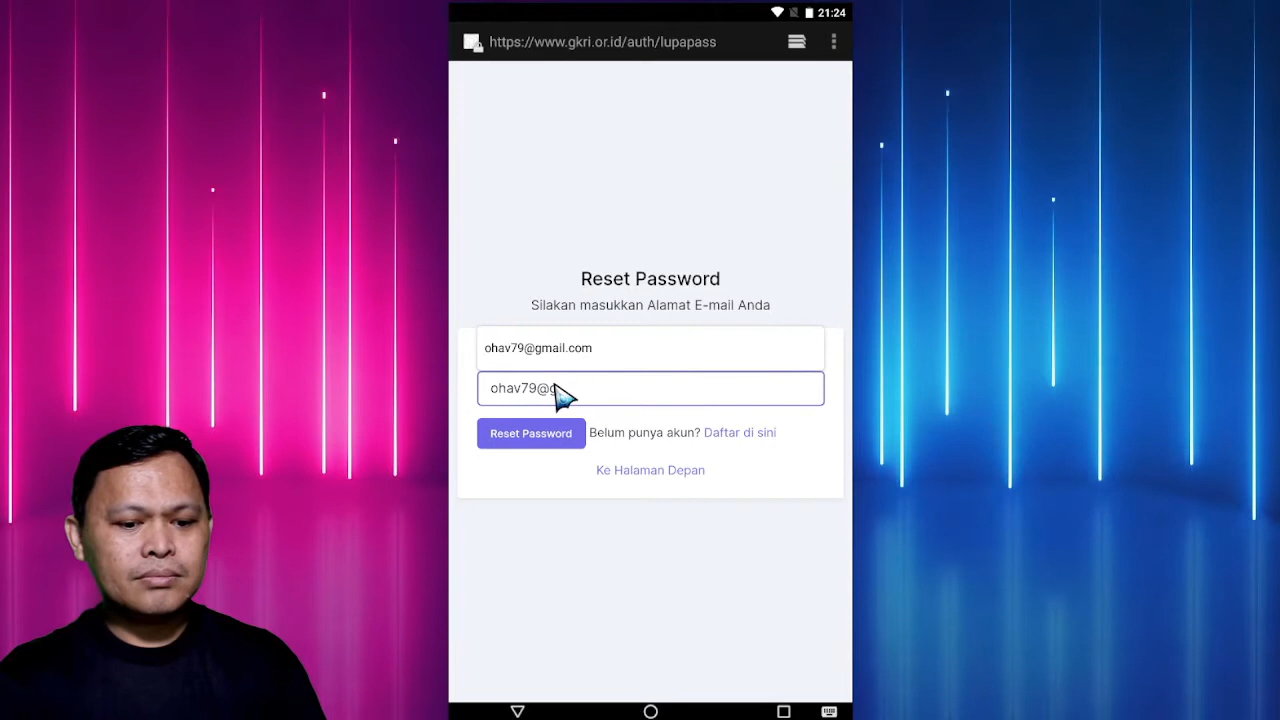 21:24
https://www.gkri.or.id/auth/lupapass
Reset Password
Silakan masukkan Alamat E-mail Anda
ohav79@gmail.com
ohav79@g
Reset Password Belum punya akun? Daftar di sini
Ke Halaman Depan